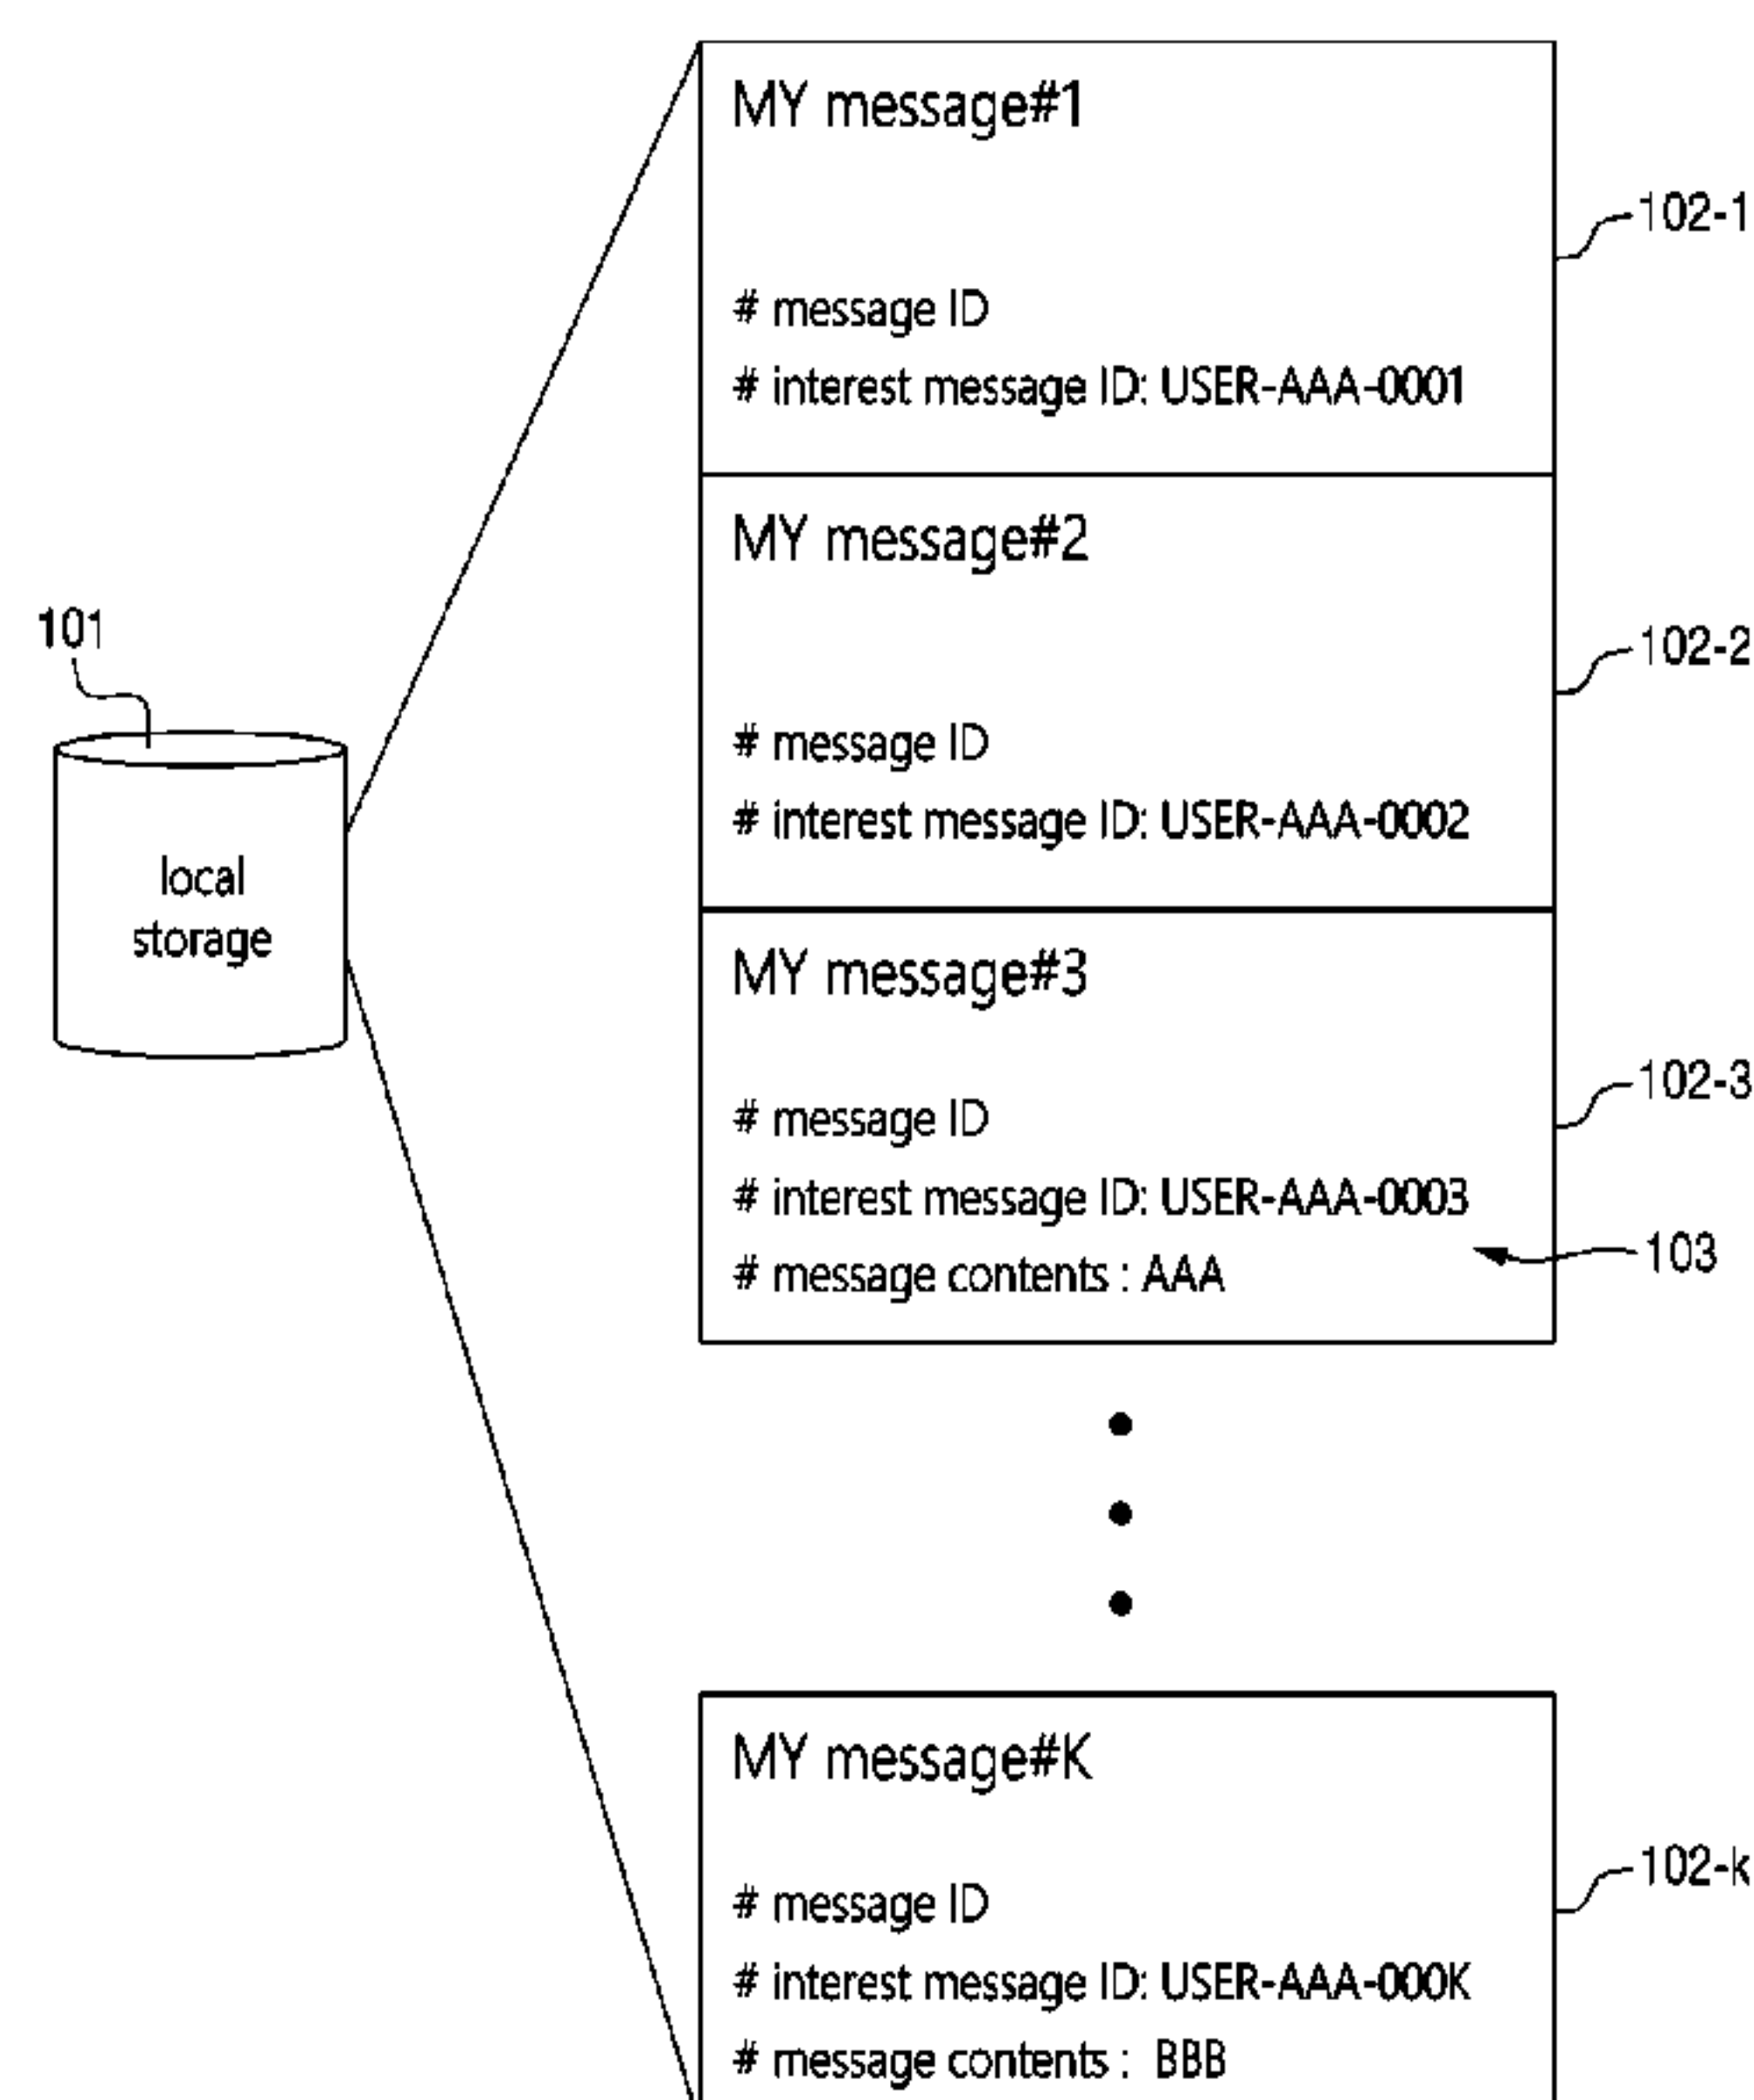 MY message#1
102-1
# message ID
# interest message ID: USER-AAA-0001
MY message#2
101
102-2
# message ID
# interest message ID: USER-AAA-0002
local
storage
MY message#3
102-3
# message ID
# interest message ID: USER-AAA-0003
103
# message contents : AAA
MY message#K
102-k
# message ID
# interest message ID: USER-AAA-000K
# message contents : BBB